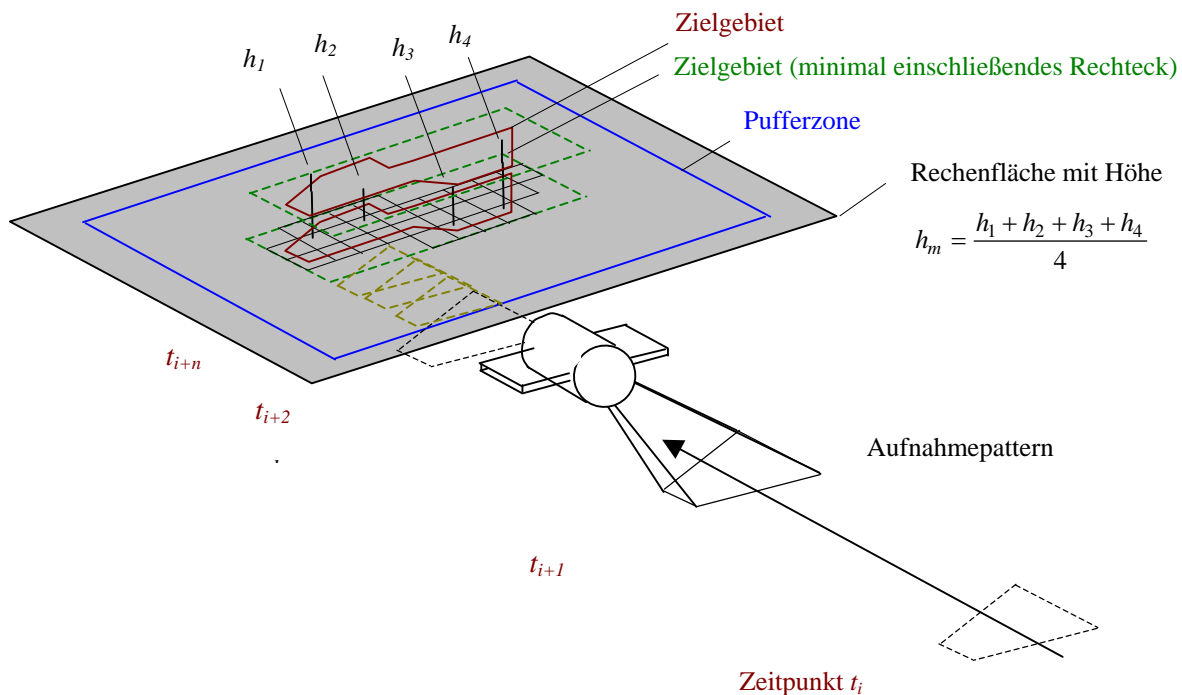 Zielgebiet
h1
h2
h3
h4
Zielgebiet (minimal einschließendes Rechteck)
Pufferzone
Rechenfläche mit Höhe
hm = (h1 + h2 + h3 + h4) / 4
ti+n
ti+2
Aufnahmepattern
ti+1
Zeitpunkt ti